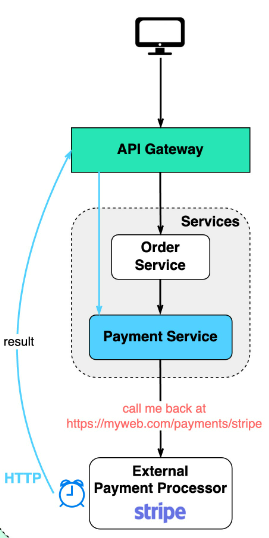 API Gateway
Services
Order
Service
Payment Service
result
call me back at
https://myweb.com/payments/stripe
HTTP
External
Payment Processor
stripe